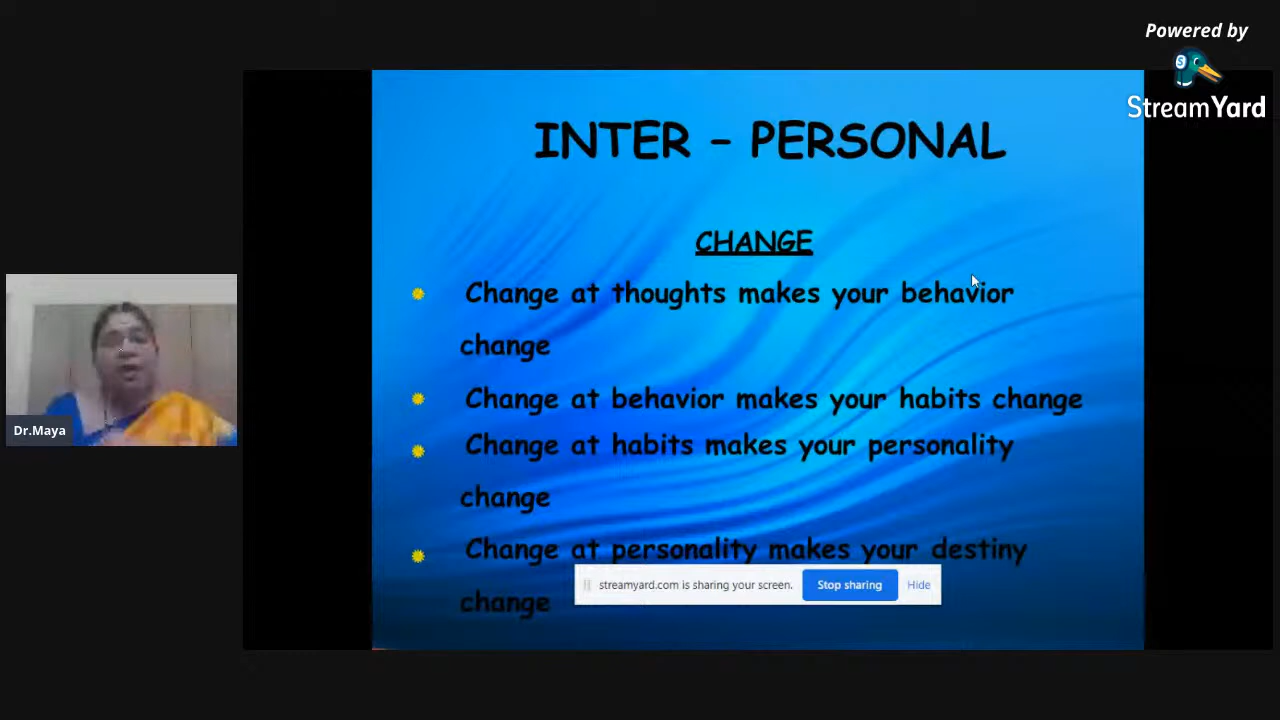 Powered by
StreamYard
INTER – PERSONAL
CHANGE
Change at thoughts makes your behavior
change
Change at behavior makes your habits change
Change at habits makes your personality
change
Change at personality makes your destiny
change
streamyard.com is sharing your screen. Stop sharing Hide
Dr.Maya